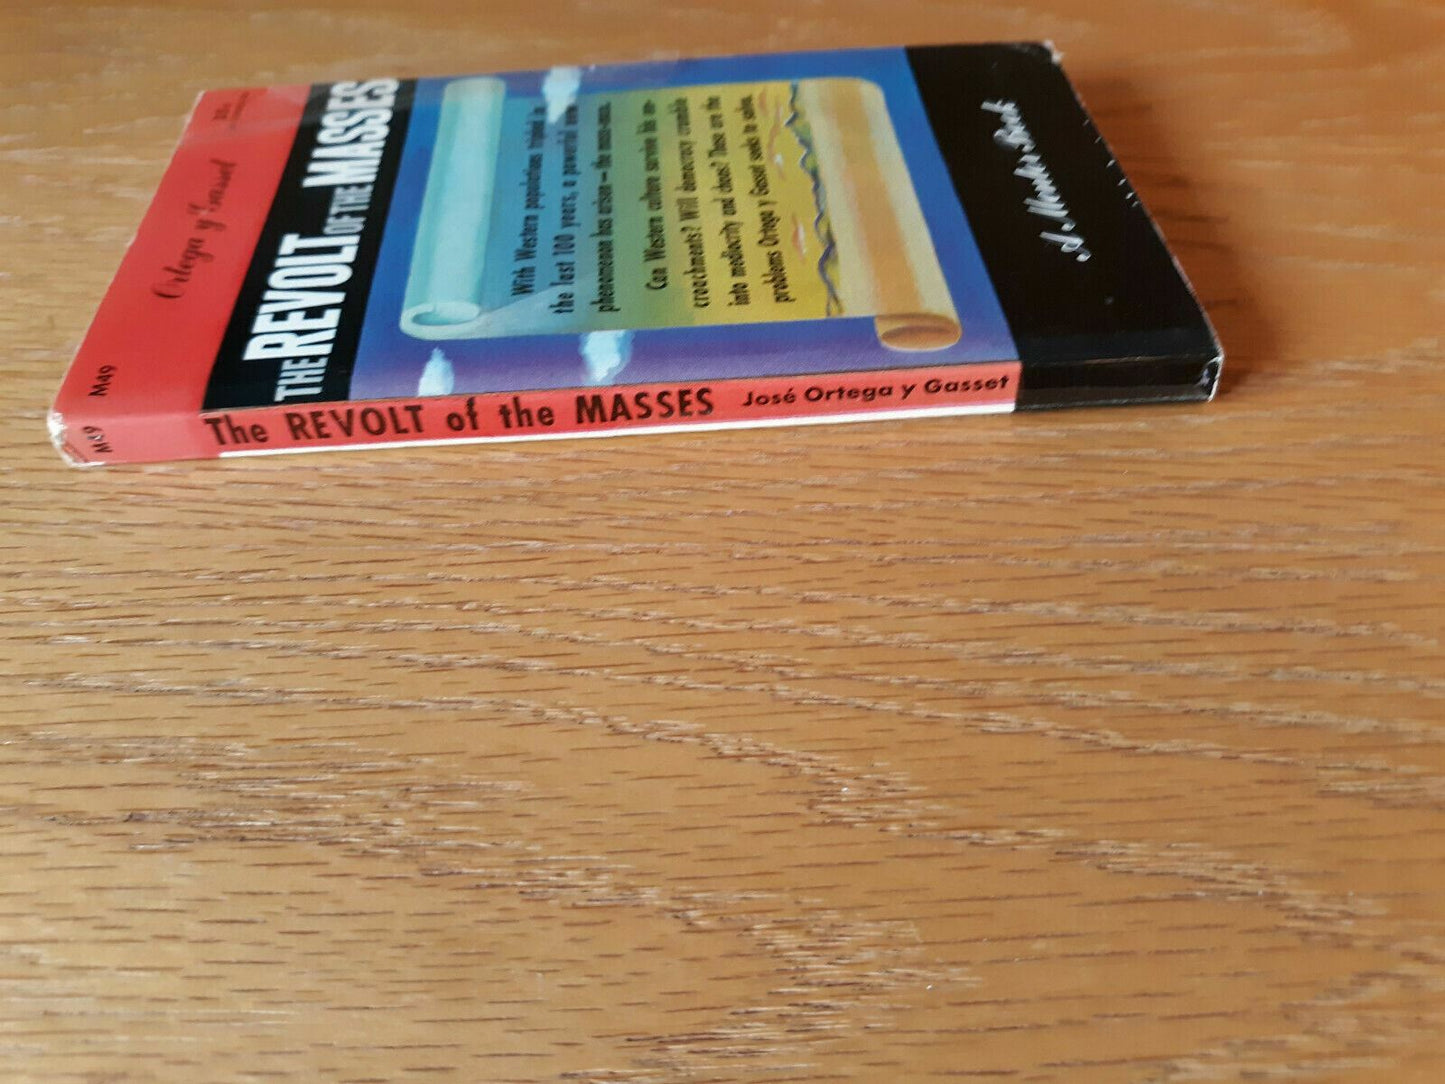 Ortega y Gasset
M49
THE REVOLT OF THE MASSES
With Western populations tripled in
the last 100 years, a powerful new
phenomenon has arisen—the mass-man.
Can Western culture survive his en-
croachments? Will democracy crumble
into mediocrity and chaos? These are the
problems Ortega y Gasset seeks to solve.
A Mentor Book
M49
The REVOLT of the MASSES José Ortega y Gasset